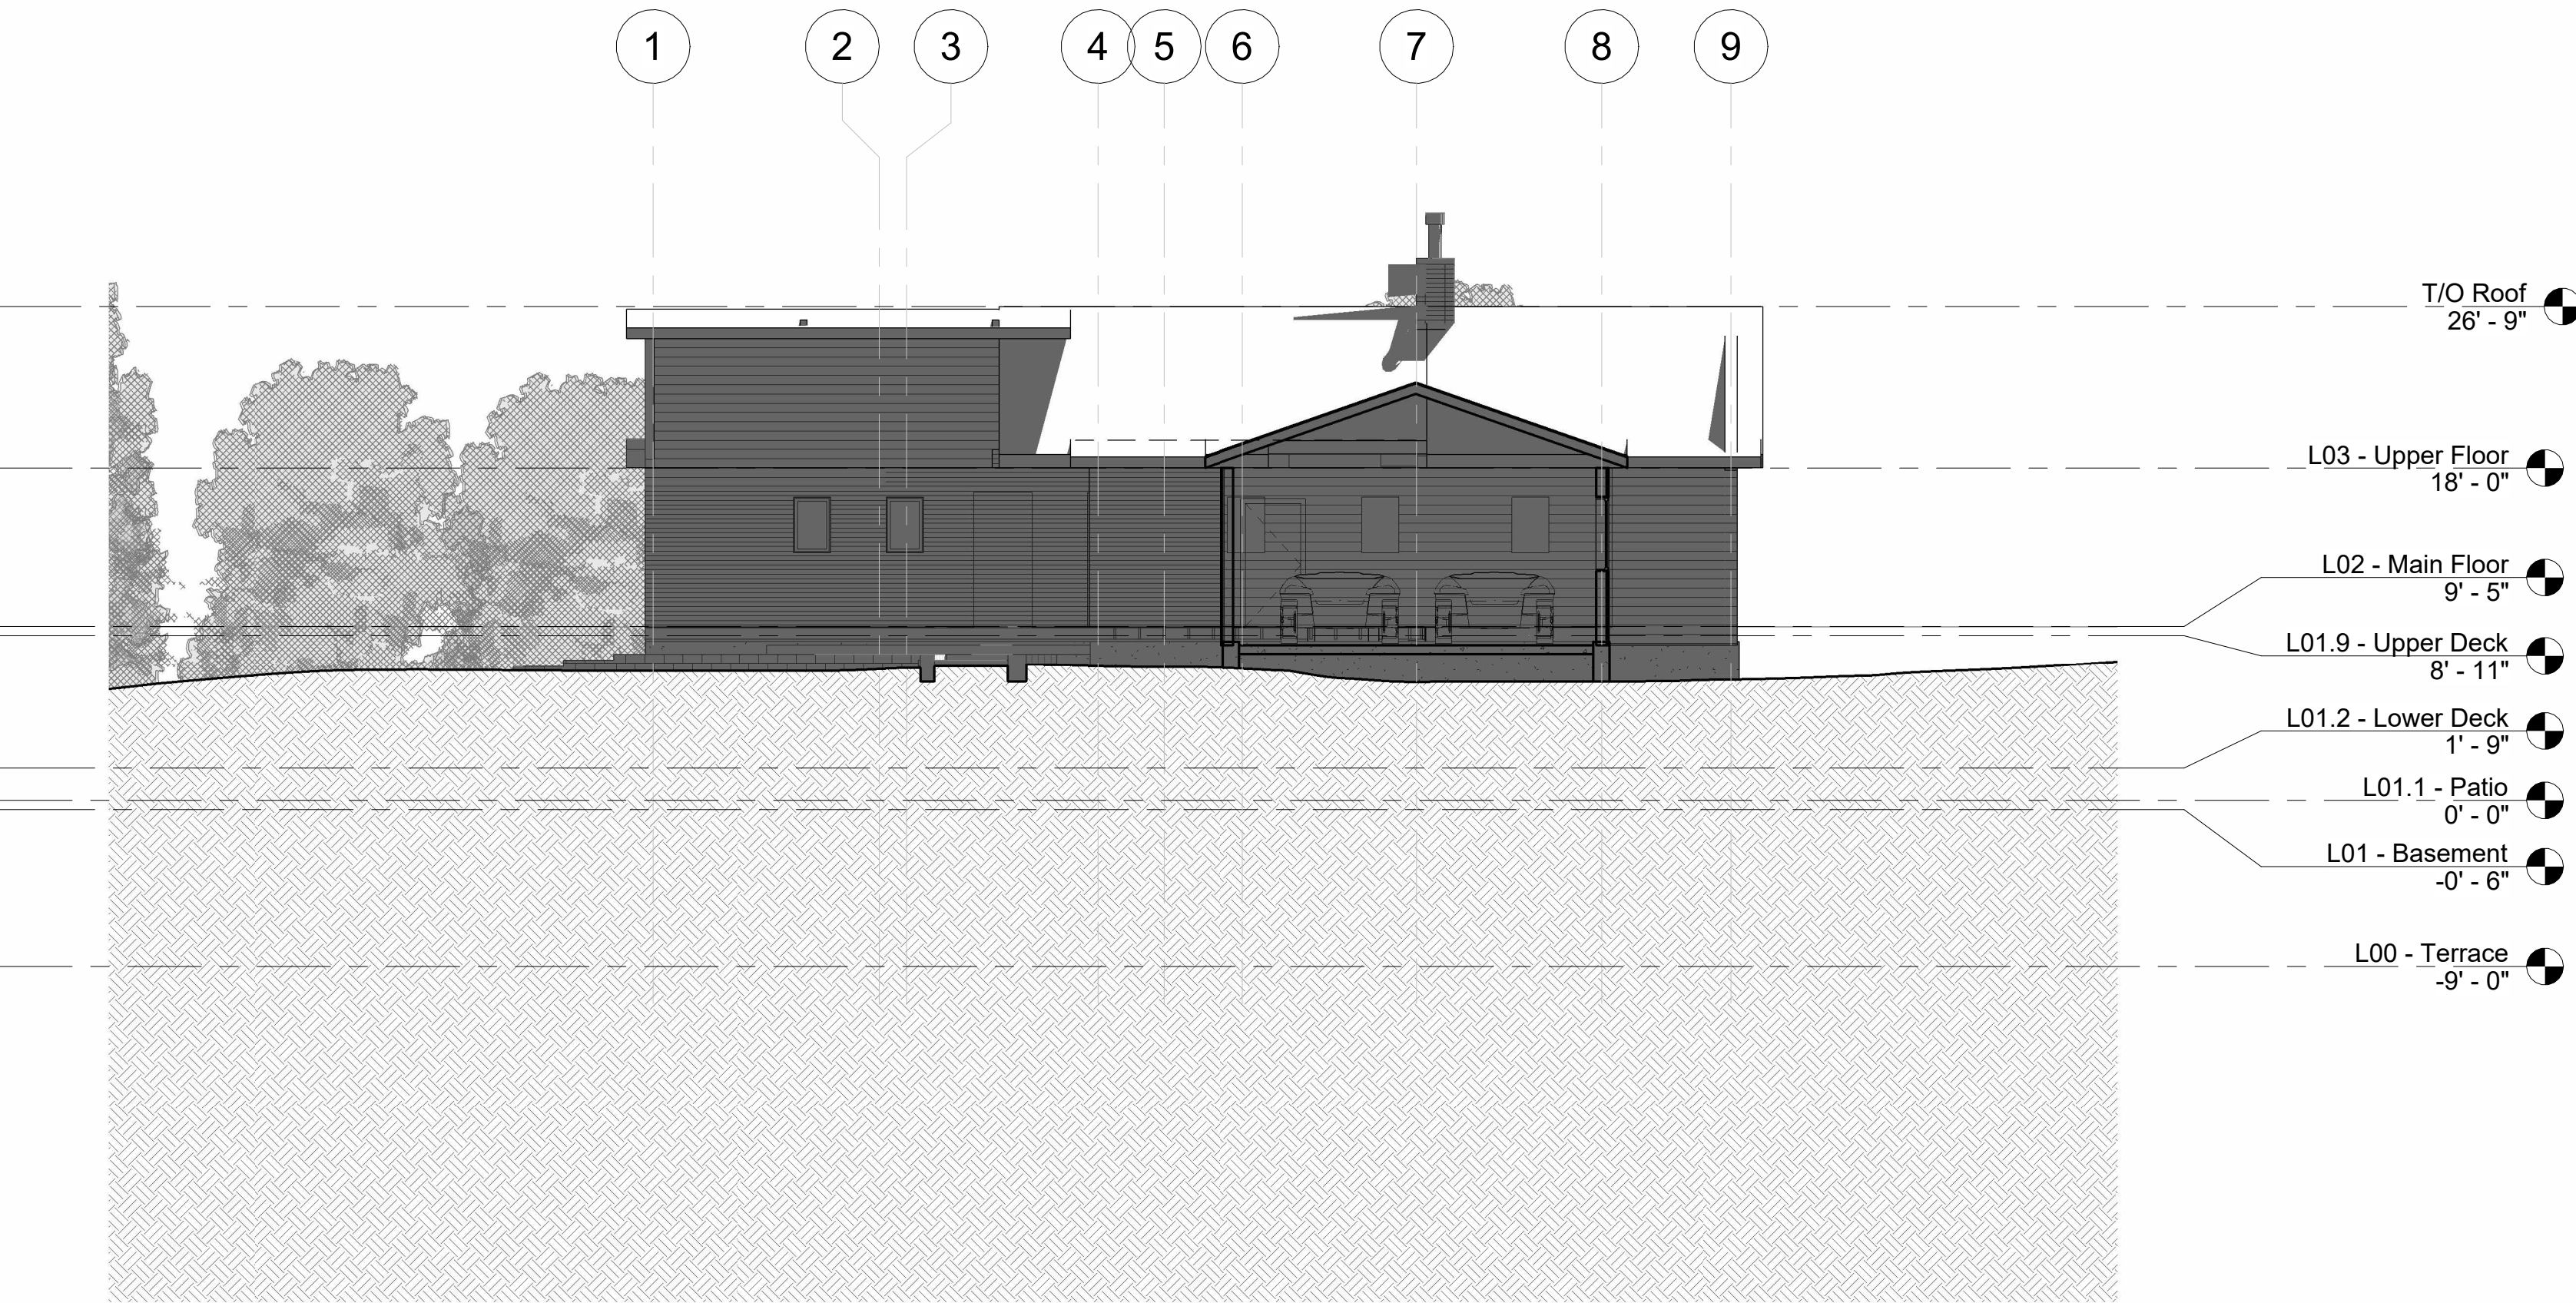 1 2 3 4 5 6 7 8 9
T/O Roof
26' - 9"
L03 - Upper Floor
18' - 0"
L02 - Main Floor
9' - 5"
L01.9 - Upper Deck
8' - 11"
L01.2 - Lower Deck
1' - 9"
L01.1 - Patio
0' - 0"
L01 - Basement
-0' - 6"
L00 - Terrace
-9' - 0"